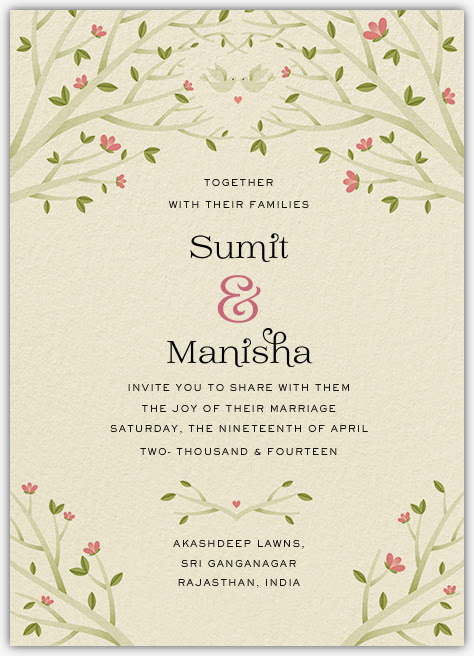 TOGETHER
WITH THEIR FAMILIES
Sumit
&
Manisha
INVITE YOU TO SHARE WITH THEM
THE JOY OF THEIR MARRIAGE
SATURDAY, THE NINETEENTH OF APRIL
TWO- THOUSAND & FOURTEEN
AKASHDEEP LAWNS,
SRI GANGANAGAR
RAJASTHAN, INDIA